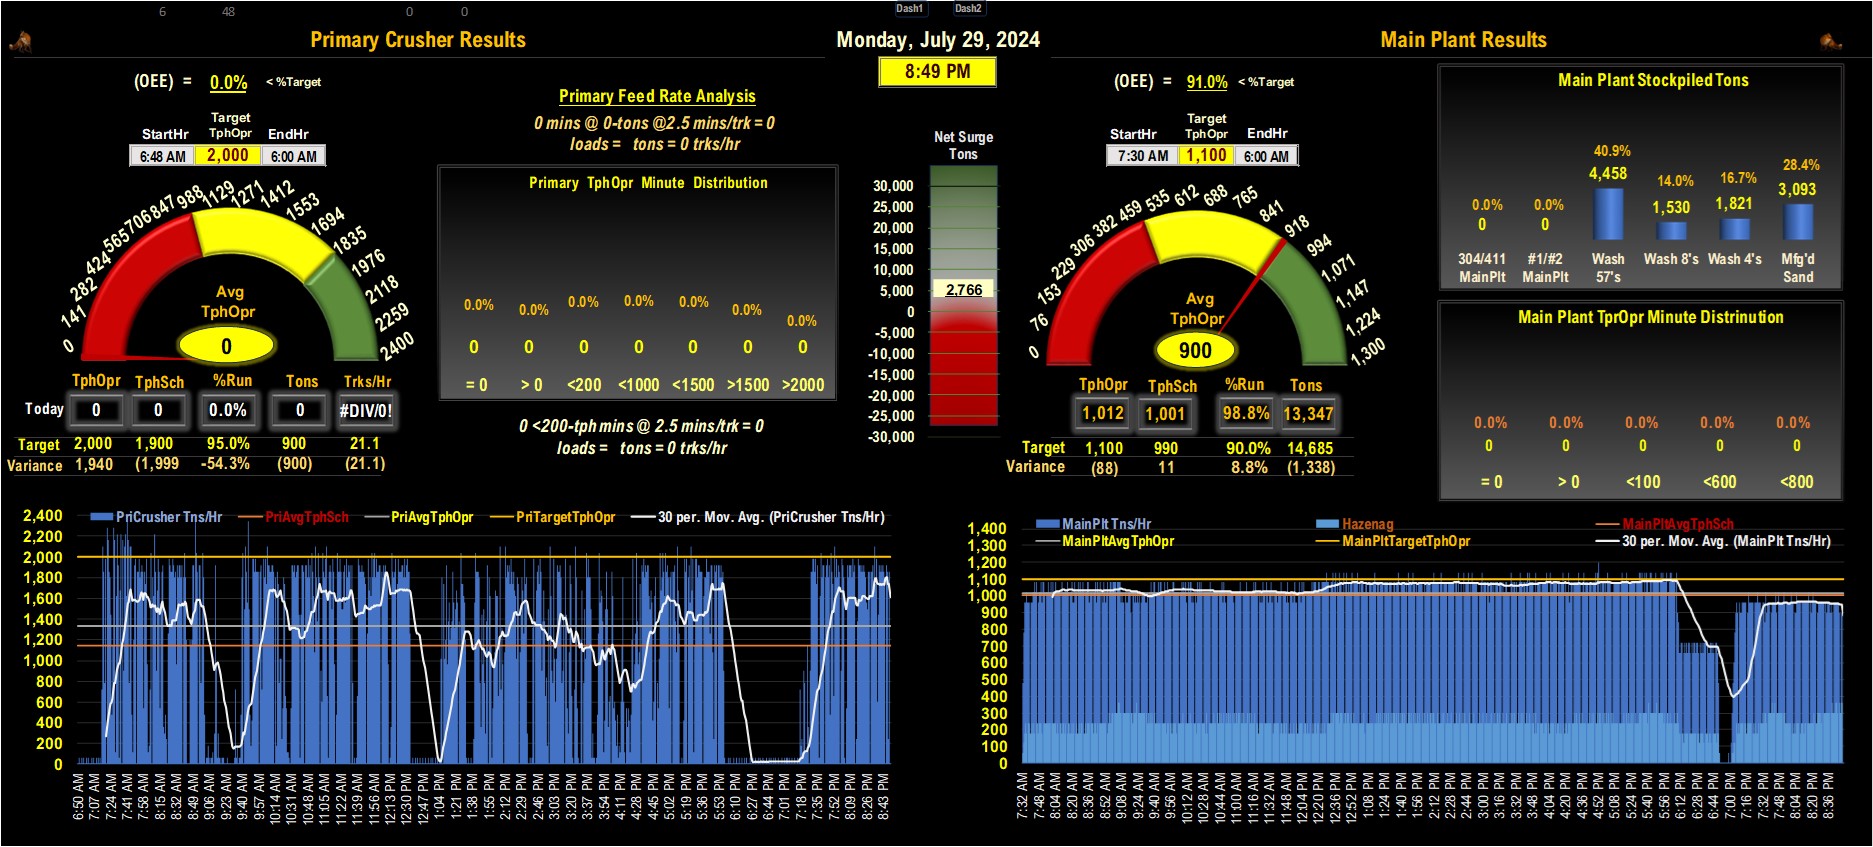 6 48 0 0 Dash1 Dash2
Primary Crusher Results
Monday, July 29, 2024
Main Plant Results
8:49 PM
(OEE) = 0.0% < %Target
Primary Feed Rate Analysis
0 mins @ 0-tons @2.5 mins/trk = 0
loads = tons = 0 trks/hr
StartHr Target TphOpr EndHr
6:48 AM 2,000 6:00 AM
Primary TphOpr Minute Distribution
0.0% 0.0% 0.0% 0.0% 0.0% 0.0% 0.0%
0 0 0 0 0 0 0
= 0 > 0 <200 <1000 <1500 >1500 >2000
0 <200-tph mins @ 2.5 mins/trk = 0
loads = tons = 0 trks/hr
0 141 282 424 565 706 847 988 1129 1271 1412 1553 1694 1835 1976 2118 2259 2400
Avg
TphOpr
0
TphOpr TphSch %Run Tons Trks/Hr
Today 0 0 0.0% 0 #DIV/0!
Target 2,000 1,900 95.0% 900 21.1
Variance 1,940 (1,999 -54.3% (900) (21.1)
Net Surge
Tons
30,000
25,000
20,000
15,000
10,000
5,000
0
-5,000
-10,000
-15,000
-20,000
-25,000
-30,000
2,766
(OEE) = 91.0% < %Target
StartHr Target TphOpr EndHr
7:30 AM 1,100 6:00 AM
0 76 153 229 306 382 459 535 612 688 765 841 918 994 1,071 1,147 1,224 1,300
Avg
TphOpr
900
TphOpr TphSch %Run Tons
1,012 1,001 98.8% 13,347
Target 1,100 990 90.0% 14,685
Variance (88) 11 8.8% (1,338)
Main Plant Stockpiled Tons
0.0% 0.0% 40.9% 14.0% 16.7% 28.4%
0 0 4,458 1,530 1,821 3,093
304/411 #1/#2 Wash Wash 8's Wash 4's Mfg'd
MainPlt MainPlt 57's Sand
Main Plant TprOpr Minute Distrinution
0.0% 0.0% 0.0% 0.0% 0.0%
0 0 0 0 0
= 0 > 0 <100 <600 <800
PriCrusher Tns/Hr PriAvgTphSch PriAvgTphOpr PriTargetTphOpr 30 per. Mov. Avg. (PriCrusher Tns/Hr)
2,400
2,200
2,000
1,800
1,600
1,400
1,200
1,000
800
600
400
200
0
6:50 AM 7:07 AM 7:24 AM 7:41 AM 7:58 AM 8:15 AM 8:32 AM 8:49 AM 9:06 AM 9:23 AM 9:40 AM 9:57 AM 10:14 AM 10:31 AM 10:48 AM 11:05 AM 11:22 AM 11:39 AM 11:56 AM 12:13 PM 12:30 PM 12:47 PM 1:04 PM 1:21 PM 1:38 PM 1:55 PM 2:12 PM 2:29 PM 2:46 PM 3:03 PM 3:20 PM 3:37 PM 3:54 PM 4:11 PM 4:28 PM 4:45 PM 5:02 PM 5:19 PM 5:36 PM 5:53 PM 6:10 PM 6:27 PM 6:44 PM 7:01 PM 7:18 PM 7:35 PM 7:52 PM 8:09 PM 8:26 PM 8:43 PM
MainPlt Tns/Hr Hazenag MainPltAvgTphSch
MainPltAvgTphOpr MainPltTargetTphOpr 30 per. Mov. Avg. (MainPlt Tns/Hr)
1,400
1,300
1,200
1,100
1,000
900
800
700
600
500
400
300
200
100
0
7:32 AM 7:48 AM 8:04 AM 8:20 AM 8:36 AM 8:52 AM 9:08 AM 9:24 AM 9:40 AM 9:56 AM 10:12 AM 10:28 AM 10:44 AM 11:00 AM 11:16 AM 11:32 AM 11:48 AM 12:04 PM 12:20 PM 12:36 PM 12:52 PM 1:08 PM 1:24 PM 1:40 PM 1:56 PM 2:12 PM 2:28 PM 2:44 PM 3:00 PM 3:16 PM 3:32 PM 3:48 PM 4:04 PM 4:20 PM 4:36 PM 4:52 PM 5:08 PM 5:24 PM 5:40 PM 5:56 PM 6:12 PM 6:28 PM 6:44 PM 7:00 PM 7:16 PM 7:32 PM 7:48 PM 8:04 PM 8:20 PM 8:36 PM